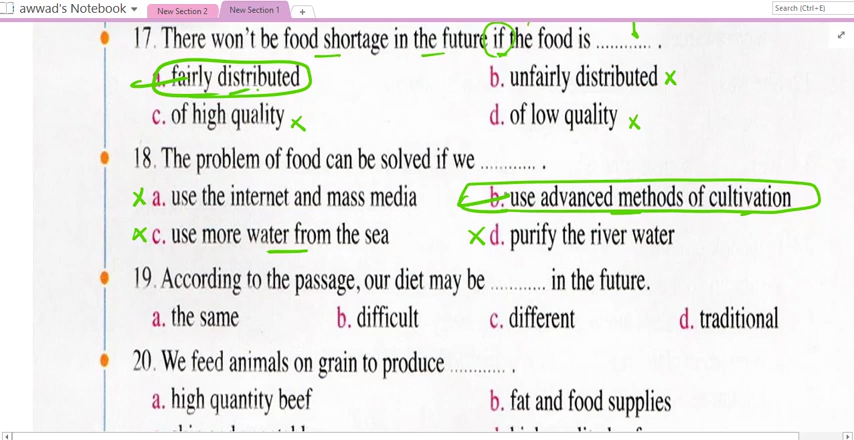 awwad's Notebook
New Section 2
New Section 1
+
Search (Ctrl+E)
17. There won't be food shortage in the future if the food is ............ .
a. fairly distributed
b. unfairly distributed x
c. of high quality x
d. of low quality x
18. The problem of food can be solved if we ............ .
x a. use the internet and mass media
b. use advanced methods of cultivation
x c. use more water from the sea
x d. purify the river water
19. According to the passage, our diet may be ........... in the future.
a. the same
b. difficult
c. different
d. traditional
20. We feed animals on grain to produce ............ .
a. high quantity beef
b. fat and food supplies